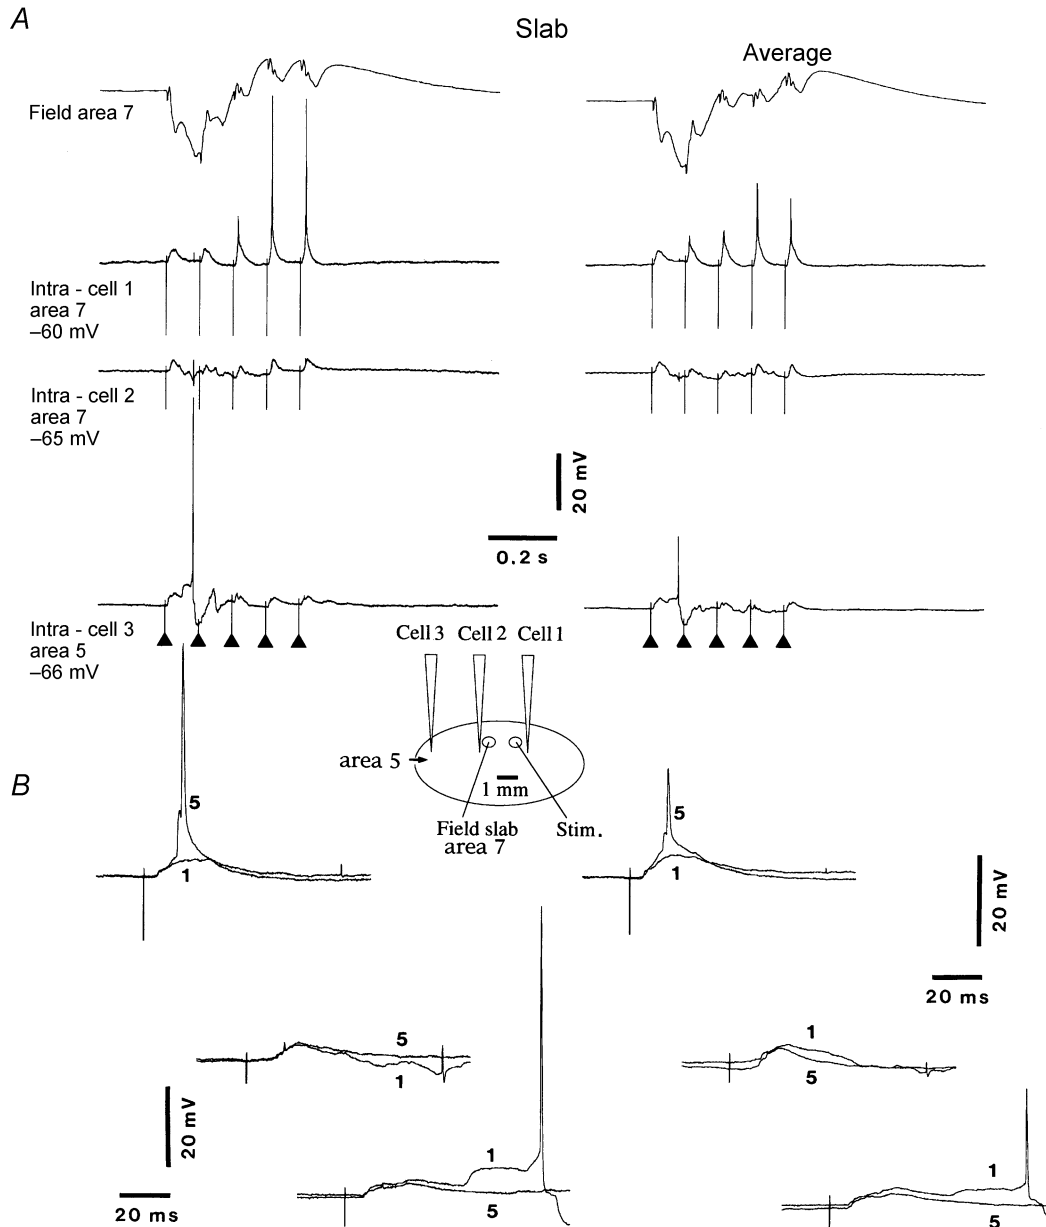 A
Slab
Average
Field area 7
Intra - cell 1
area 7
–60 mV
Intra - cell 2
area 7
–65 mV
20 mV
0.2 s
Intra - cell 3
area 5
–66 mV
Cell 3 Cell 2 Cell 1
area 5
1 mm
Field slab
area 7
Stim.
B
5
1
5
1
20 mV
20 ms
5
1
1
5
20 mV
20 ms
1
5
1
5